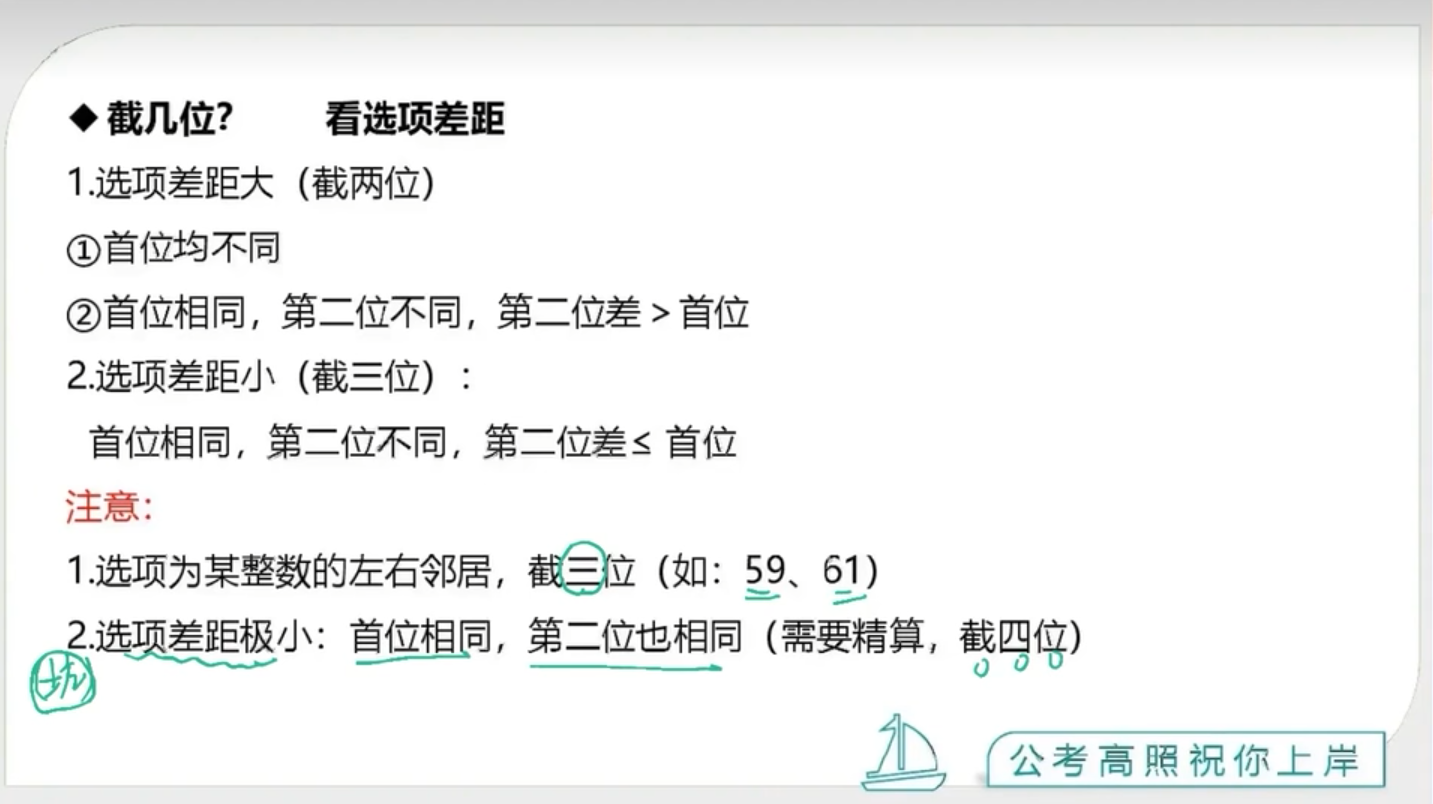 ◆ 截几位？ 看选项差距
1.选项差距大（截两位）
①首位均不同
②首位相同，第二位不同，第二位差＞首位
2.选项差距小（截三位）：
首位相同，第二位不同，第二位差≤ 首位
注意：
1.选项为某整数的左右邻居，截三位（如：59、61）
2.选项差距极小：首位相同，第二位也相同（需要精算，截四位）
坑
公考高照祝你上岸